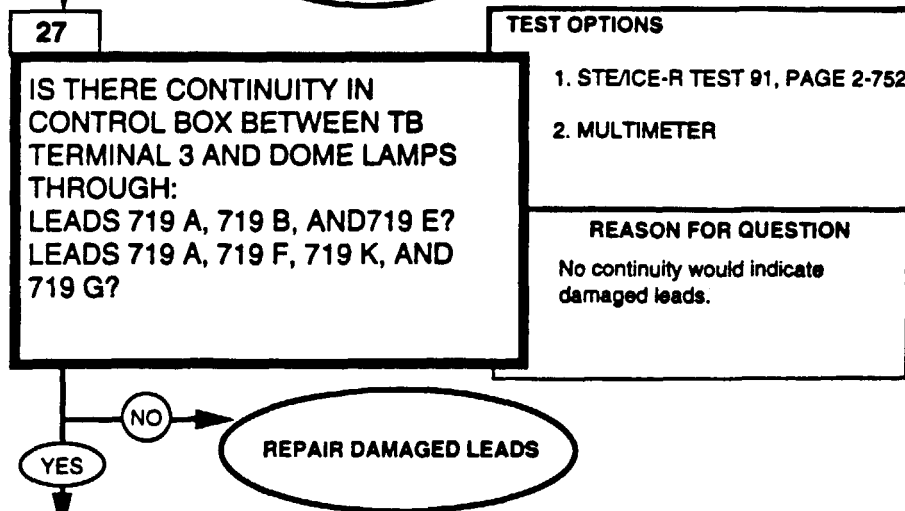 27
IS THERE CONTINUITY IN
CONTROL BOX BETWEEN TB
TERMINAL 3 AND DOME LAMPS
THROUGH:
LEADS 719 A, 719 B, AND719 E?
LEADS 719 A, 719 F, 719 K, AND
719 G?
TEST OPTIONS
1. STE/ICE-R TEST 91, PAGE 2-752
2. MULTIMETER
REASON FOR QUESTION
No continuity would indicate
damaged leads.
NO
REPAIR DAMAGED LEADS
YES